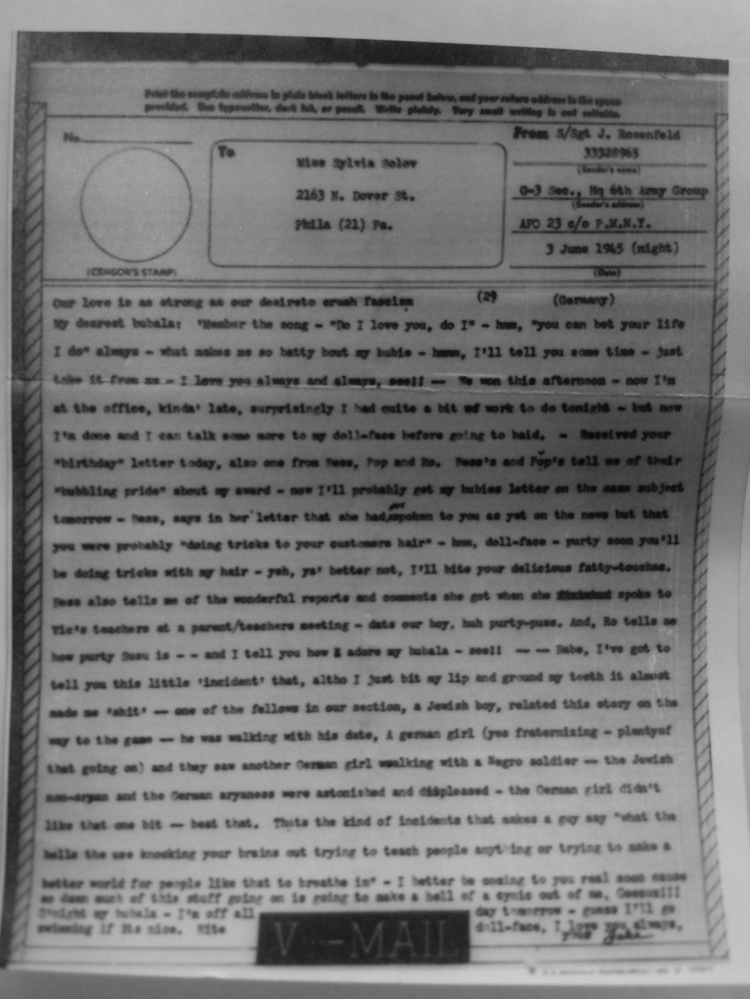 Print the complete address in plain block letters in the panel below, and your return address in the space
provided. Use typewriter, dark ink, or pencil. Write plainly. Very small writing is not suitable.
No.
To
Miss Sylvia Solov
2163 N. Dover St.
Phila (21) Pa.
From S/Sgt J. Rosenfeld
33328965
(Sender's name)
G-3 Sec., Hq 6th Army Group
(Sender's address)
APO 23 c/o P.M.N.Y.
3 June 1945 (night)
(Date)
(CENSOR'S STAMP)
Our love is as strong as our desireto crush fascism (2) (Germany)
My dearest bubala: 'Member the song - "Do I love you, do I" - hmm, "you can bet your life
I do" always - what makes me so batty bout my bubie - hmmm, I'll tell you some time - just
take it from me - I love you always and always, see!! -- We won this afternoon - now I'm
at the office, kinda' late, surprisingly I had quite a bit of work to do tonight - but now
I'm done and I can talk some more to my doll-face before going to baid. - Received your
"birthday" letter today, also one from Bess, Pop and Ro. Bess's and Pop's tell me of their
"bubbling pride" about my award - now I'll probably get my bubies letter on the same subject
tomorrow - Bess, says in her letter that she had not spoken to you as yet on the news but that
you were probably "doing tricks to your customers hair" - hmm, doll-face - purty soon you'll
be doing tricks with my hair - yeh, ya' better not, I'll bite your delicious fatty-touchas.
Bess also tells me of the wonderful reports and comments she got when she spoke to
Vic's teachers at a parent/teachers meeting - dats our boy, huh purty-puss. And, Ro tells me
how purty Susu is - - and I tell you how I adore my bubala - see!! -- -- Babe, I've got to
tell you this little 'incident' that, altho I just bit my lip and ground my teeth it almost
made me 'shit' -- one of the fellows in our section, a Jewish boy, related this story on the
way to the game -- he was walking with his date, A german girl (yes fraternizing - plentyof
that going on) and they saw another German girl walking with a Negro soldier -- the Jewish
non-aryan and the German aryaness were astonished and displeased - the German girl didn't
like that one bit -- beat that. Thats the kind of incidents that makes a guy say "what the
hells the use knocking your brains out trying to teach people anything or trying to make a
better world for people like that to breathe in" - I better be coming to you real soon cause
so damn much of this stuff going on is going to make a hell of a cynic out of me. Geesus!!!
G'night my bubala - I'm off all day tomorrow - guess I'll go
swimming if its nice. Nite doll-face, I love you always,
V--MAIL
your Jake